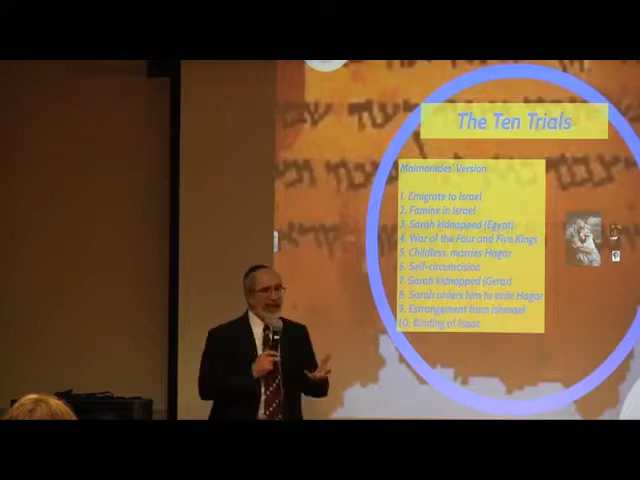 The Ten Trials
Maimonides' Version
1. Emigrate to Israel
2. Famine in Israel
3. Sarah kidnapped (Egypt)
4. War of the Four and Five Kings
5. Childless, marries Hagar
6. Self-circumcision
7. Sarah kidnapped (Gerar)
8. Sarah orders him to exile Hagar
9. Estrangement from Ishmael
10. Binding of Isaac